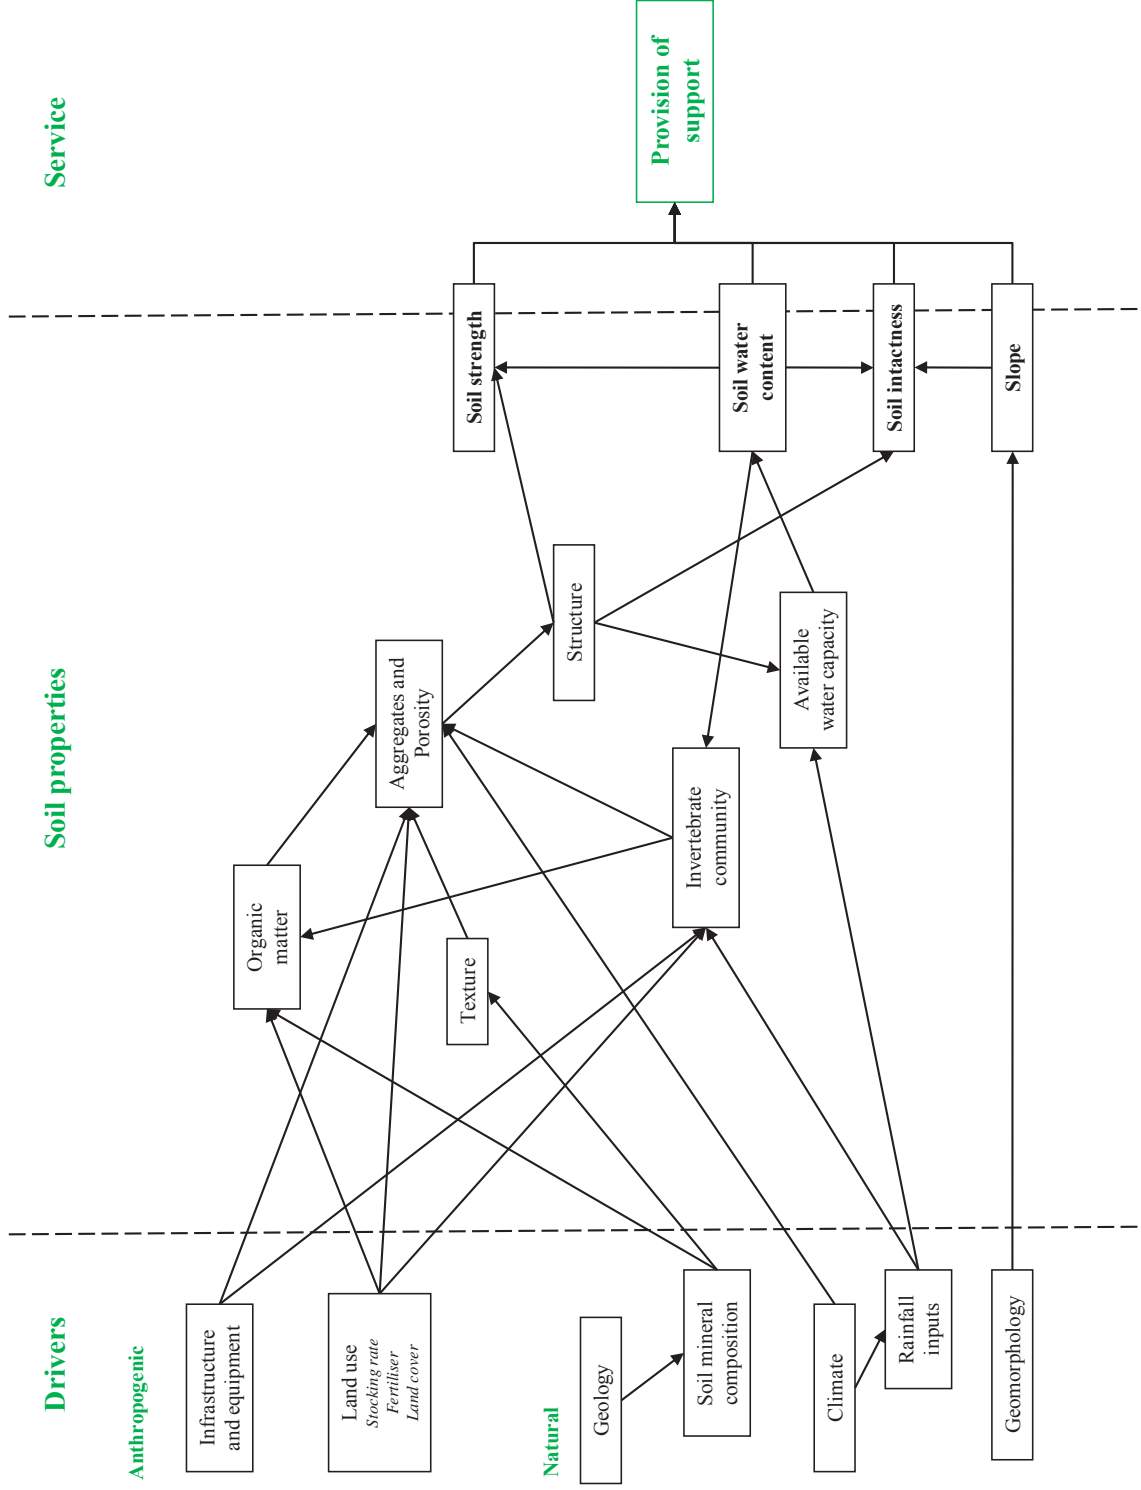 Drivers
Soil properties
Service
Anthropogenic
Infrastructure
and equipment
Land use
Stocking rate
Fertiliser
Land cover
Natural
Geology
Soil mineral
composition
Climate
Rainfall
inputs
Geomorphology
Organic
matter
Texture
Aggregates and
Porosity
Invertebrate
community
Structure
Available
water capacity
Soil strength
Soil water
content
Soil intactness
Slope
Provision of
support